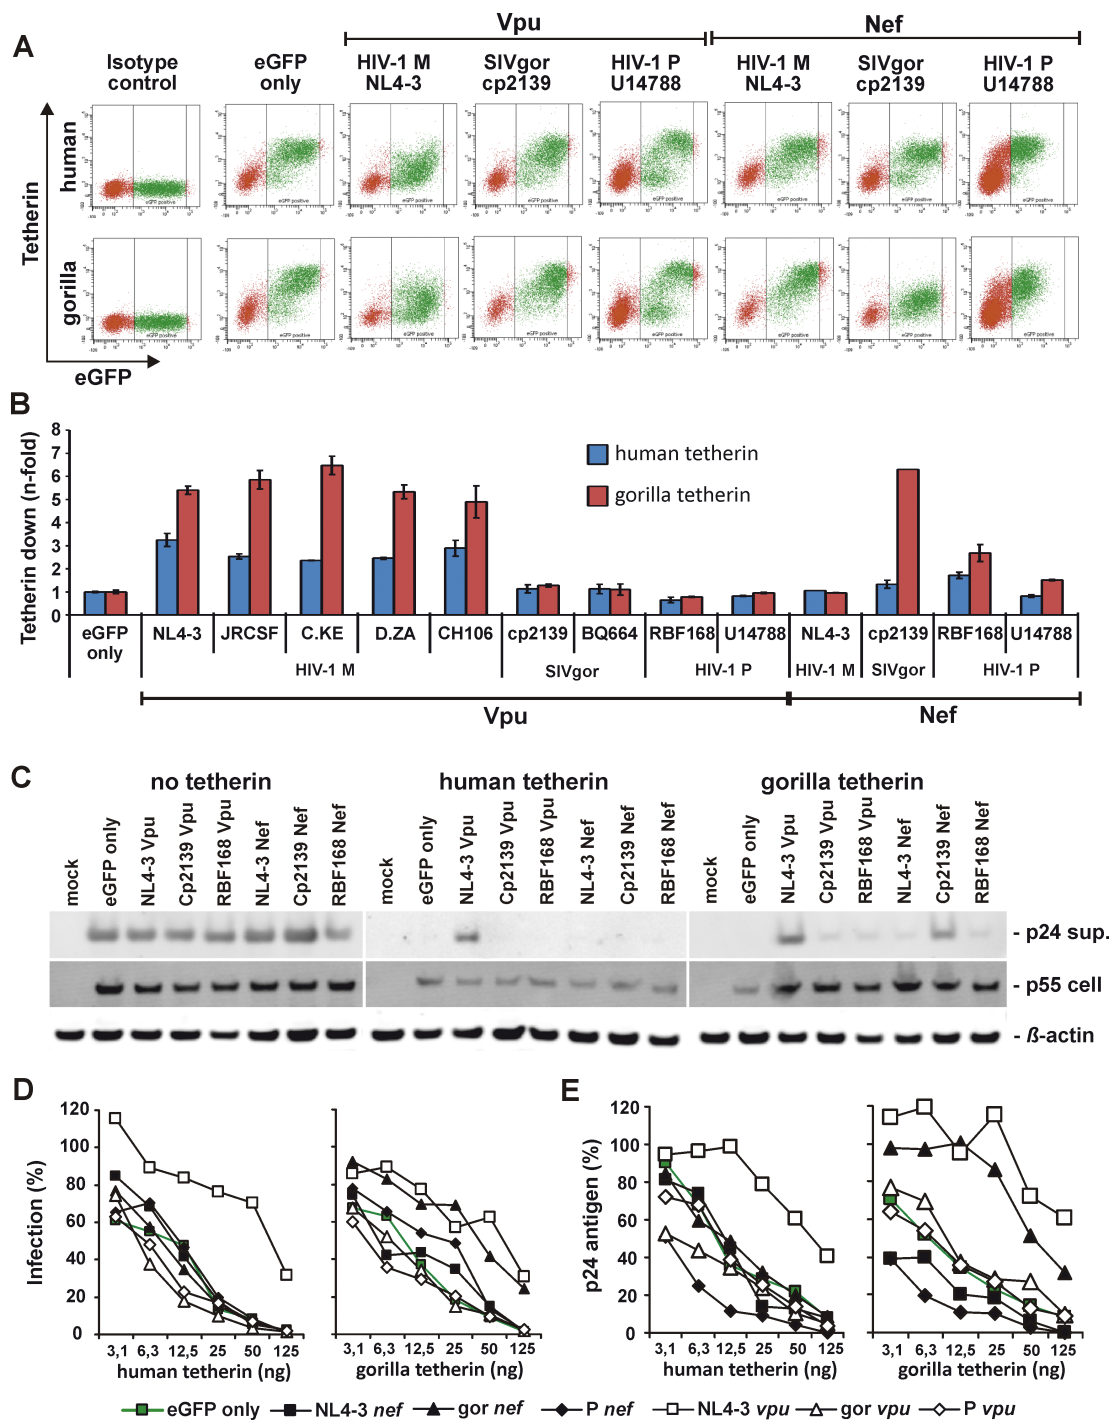 A
Vpu
Nef
Isotype control
eGFP only
HIV-1 M NL4-3
SIVgor cp2139
HIV-1 P U14788
HIV-1 M NL4-3
SIVgor cp2139
HIV-1 P U14788
Tetherin
human
gorilla
eGFP
B
Tetherin down (n-fold)
8
7
6
5
4
3
2
1
0
human tetherin
gorilla tetherin
eGFP only
NL4-3
JRCSF
C.KE
D.ZA
CH106
cp2139
BQ664
RBF168
U14788
NL4-3
cp2139
RBF168
U14788
HIV-1 M
SIVgor
HIV-1 P
HIV-1 M
SIVgor
HIV-1 P
Vpu
Nef
C
no tetherin
human tetherin
gorilla tetherin
mock
eGFP only
NL4-3 Vpu
Cp2139 Vpu
RBF168 Vpu
NL4-3 Nef
Cp2139 Nef
RBF168 Nef
mock
eGFP only
NL4-3 Vpu
Cp2139 Vpu
RBF168 Vpu
NL4-3 Nef
Cp2139 Nef
RBF168 Nef
mock
eGFP only
NL4-3 Vpu
Cp2139 Vpu
RBF168 Vpu
NL4-3 Nef
Cp2139 Nef
RBF168 Nef
- p24 sup.
- p55 cell
- ß-actin
D
Infection (%)
120
100
80
60
40
20
0
3,1 6,3 12,5 25 50 125
human tetherin (ng)
3,1 6,3 12,5 25 50 125
gorilla tetherin (ng)
E
p24 antigen (%)
120
100
80
60
40
20
0
3,1 6,3 12,5 25 50 125
human tetherin (ng)
3,1 6,3 12,5 25 50 125
gorilla tetherin (ng)
eGFP only NL4-3 nef gor nef P nef NL4-3 vpu gor vpu P vpu